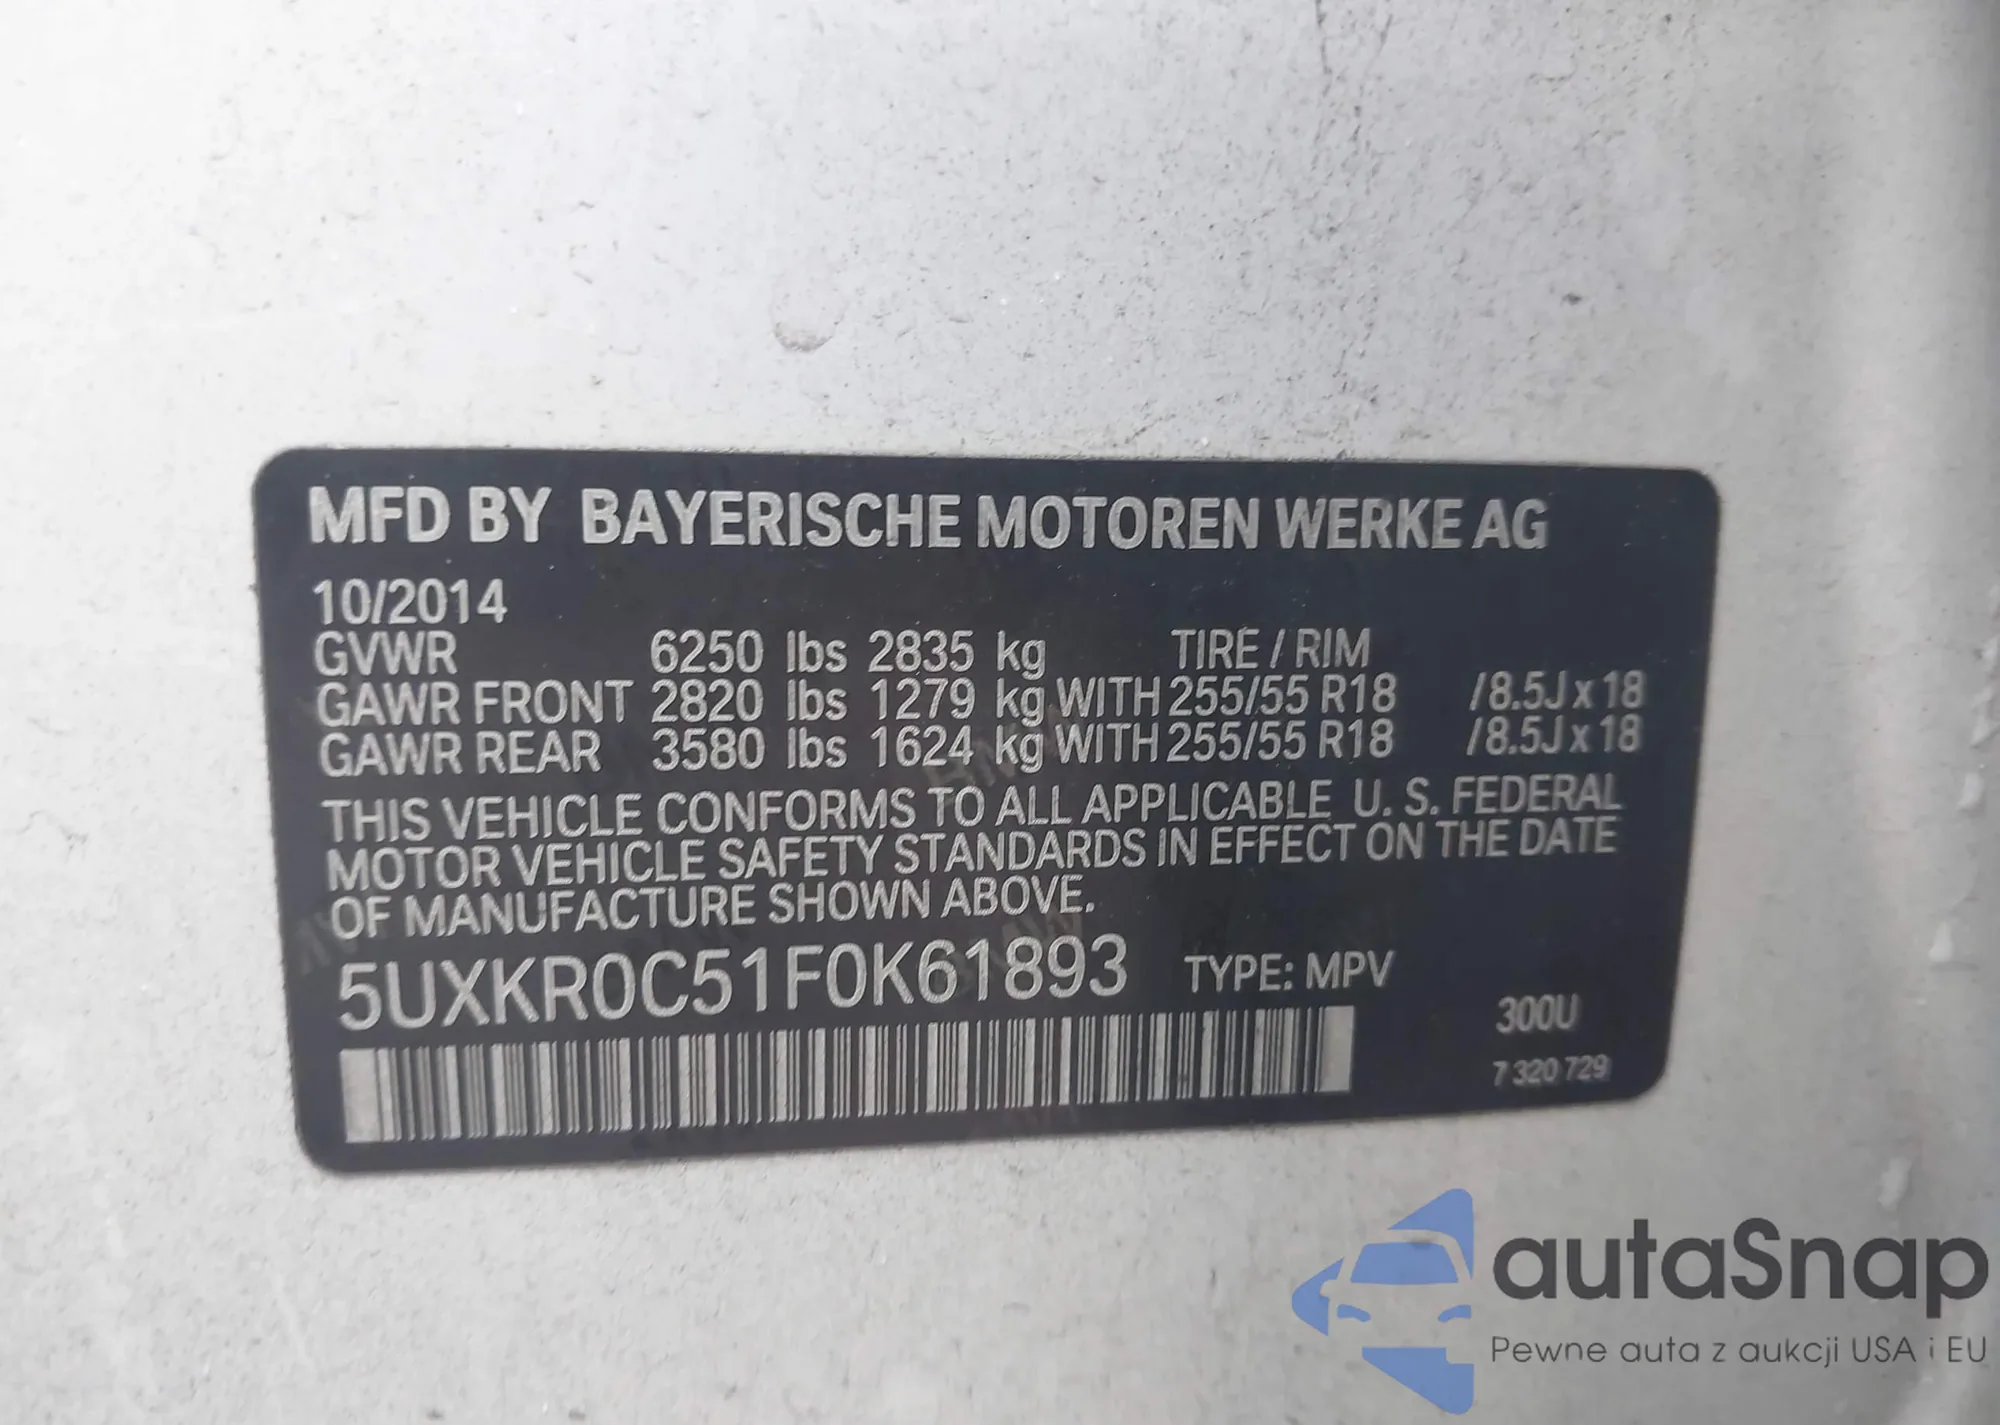 MFD BY BAYERISCHE MOTOREN WERKE AG
10/2014
GVWR 6250 lbs 2835 kg TIRE / RIM
GAWR FRONT 2820 lbs 1279 kg WITH 255/55 R18 /8.5J x 18
GAWR REAR 3580 lbs 1624 kg WITH 255/55 R18 /8.5J x 18
THIS VEHICLE CONFORMS TO ALL APPLICABLE U. S. FEDERAL
MOTOR VEHICLE SAFETY STANDARDS IN EFFECT ON THE DATE
OF MANUFACTURE SHOWN ABOVE.
5UXKR0C51F0K61893 TYPE: MPV
300U
7 320 729
autaSnap
Pewne auta z aukcji USA i EU